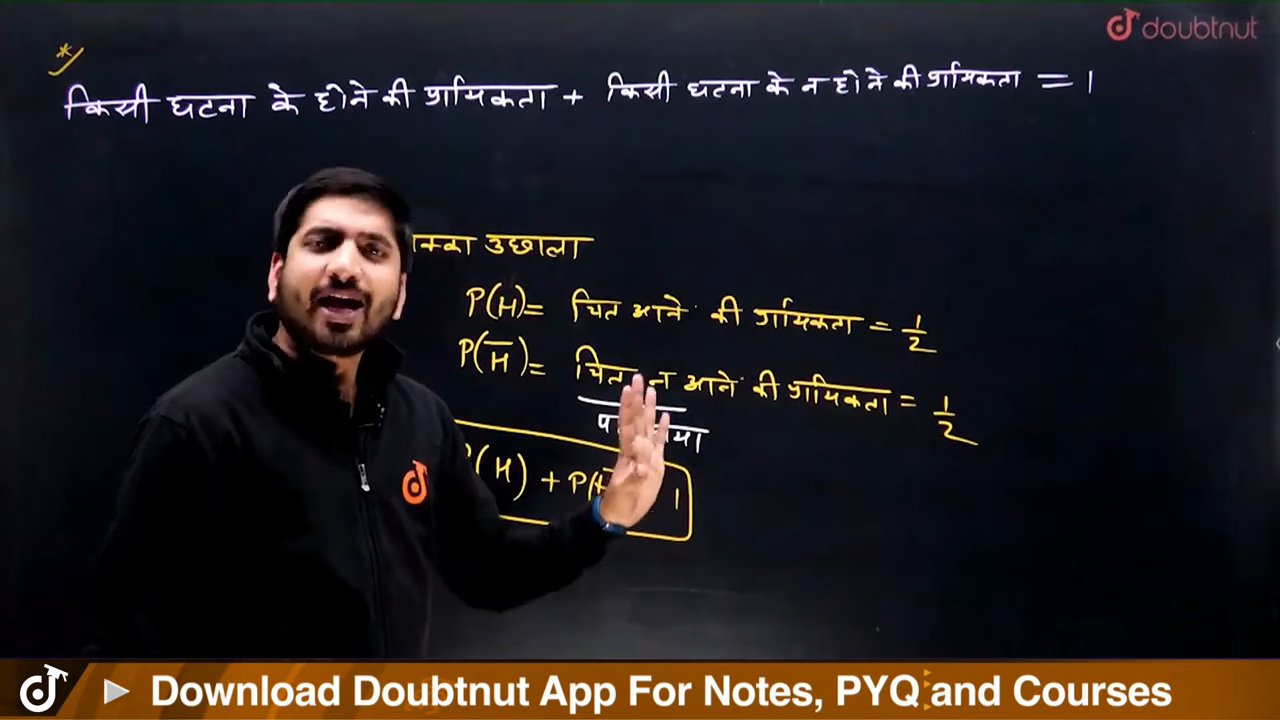 doubtnut
*
किसी घटना के होने की प्रायिकता + किसी घटना के न होने की प्रायिकता = 1
उछाला
P(H) = चित आने की प्रायिकता = 1/2
P(H̅) = चित न आने की प्रायिकता = 1/2
(H) + P(H 1
Download Doubtnut App For Notes, PYQ and Courses